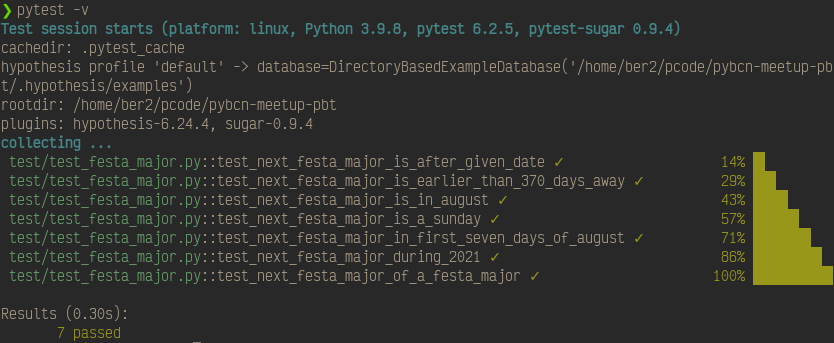 ❯ pytest -v
Test session starts (platform: linux, Python 3.9.8, pytest 6.2.5, pytest-sugar 0.9.4)
cachedir: .pytest_cache
hypothesis profile 'default' -> database=DirectoryBasedExampleDatabase('/home/ber2/pcode/pybcn-meetup-pb
t/.hypothesis/examples')
rootdir: /home/ber2/pcode/pybcn-meetup-pbt
plugins: hypothesis-6.24.4, sugar-0.9.4
collecting ...
test/test_festa_major.py::test_next_festa_major_is_after_given_date ✓ 14%
test/test_festa_major.py::test_next_festa_major_is_earlier_than_370_days_away ✓ 29%
test/test_festa_major.py::test_next_festa_major_is_in_august ✓ 43%
test/test_festa_major.py::test_next_festa_major_is_a_sunday ✓ 57%
test/test_festa_major.py::test_next_festa_major_in_first_seven_days_of_august ✓ 71%
test/test_festa_major.py::test_next_festa_major_during_2021 ✓ 86%
test/test_festa_major.py::test_next_festa_major_of_a_festa_major ✓ 100%
Results (0.30s):
7 passed